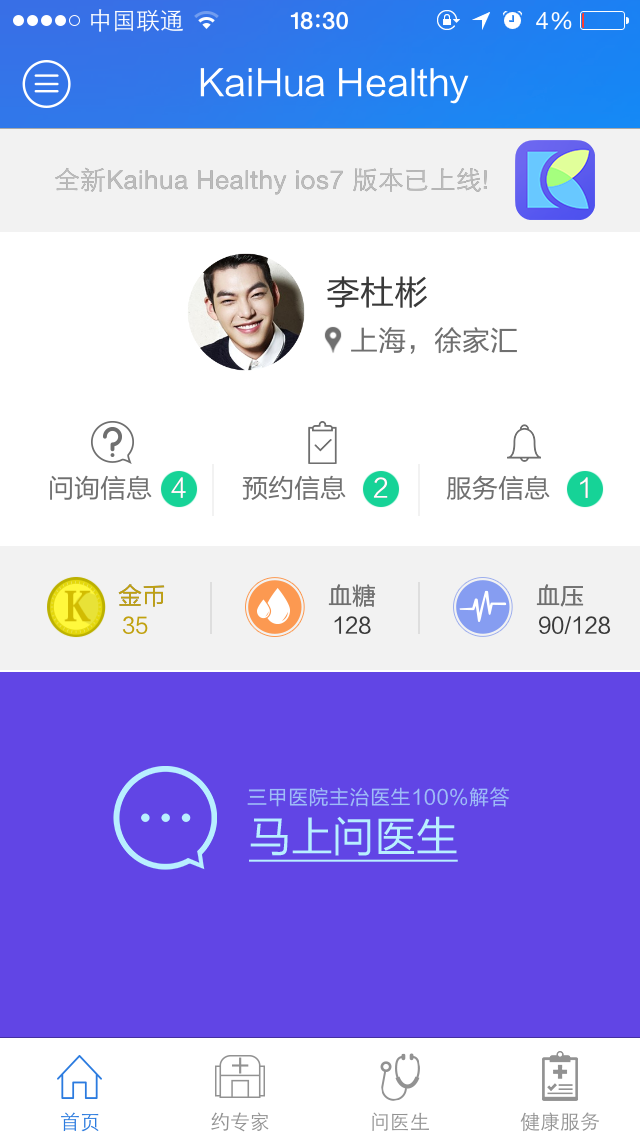 中国联通 18:30 4%
KaiHua Healthy
全新Kaihua Healthy ios7 版本已上线!
李杜彬
上海，徐家汇
问询信息 4 预约信息 2 服务信息 1
K 金币 血糖 血压
35 128 90/128
三甲医院主治医生100%解答
马上问医生
首页 约专家 问医生 健康服务